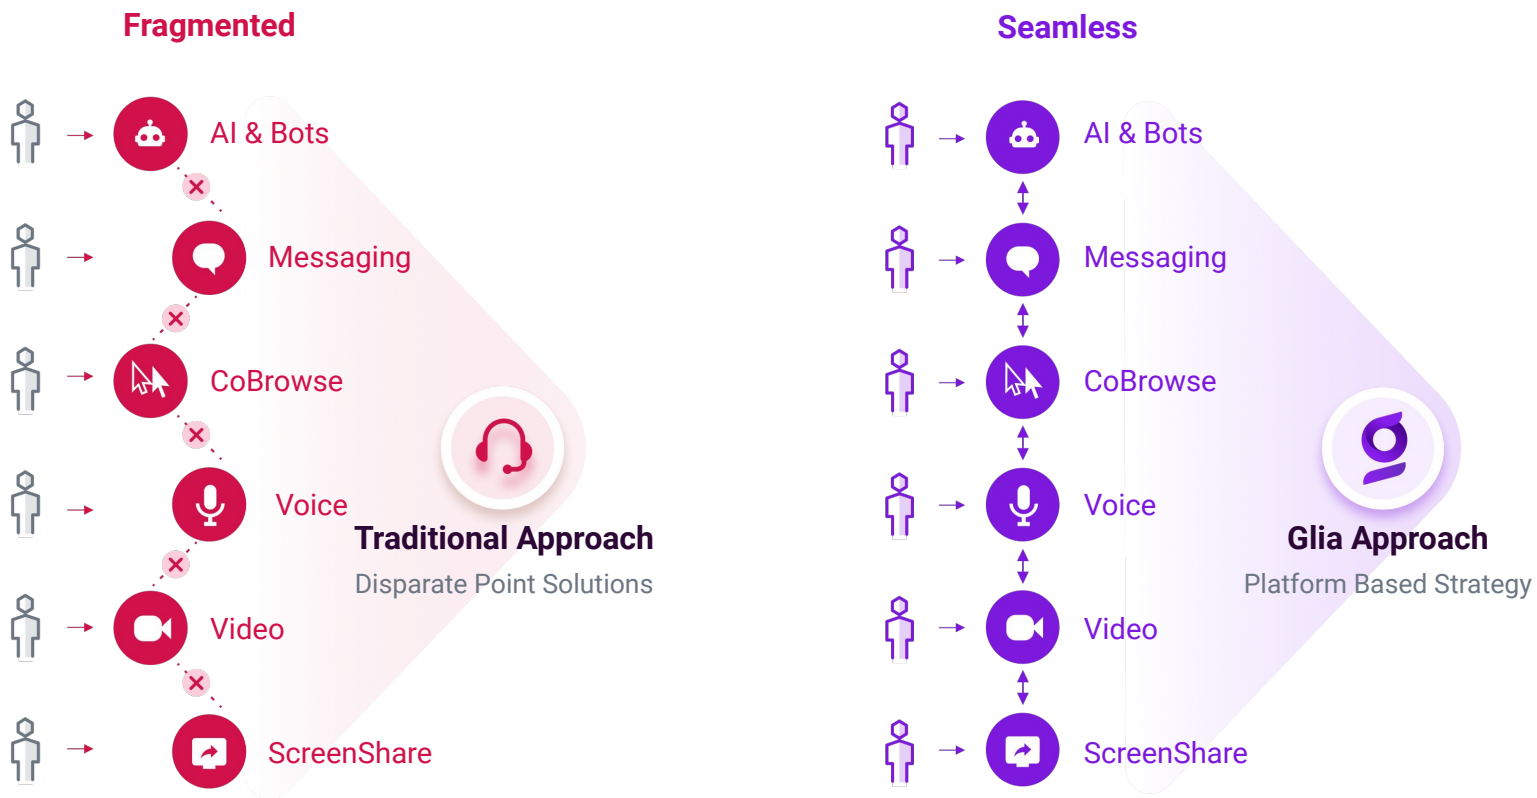 Fragmented
AI & Bots
Messaging
CoBrowse
Voice
Video
ScreenShare
Traditional Approach
Disparate Point Solutions
Seamless
AI & Bots
Messaging
CoBrowse
Voice
Video
ScreenShare
Glia Approach
Platform Based Strategy